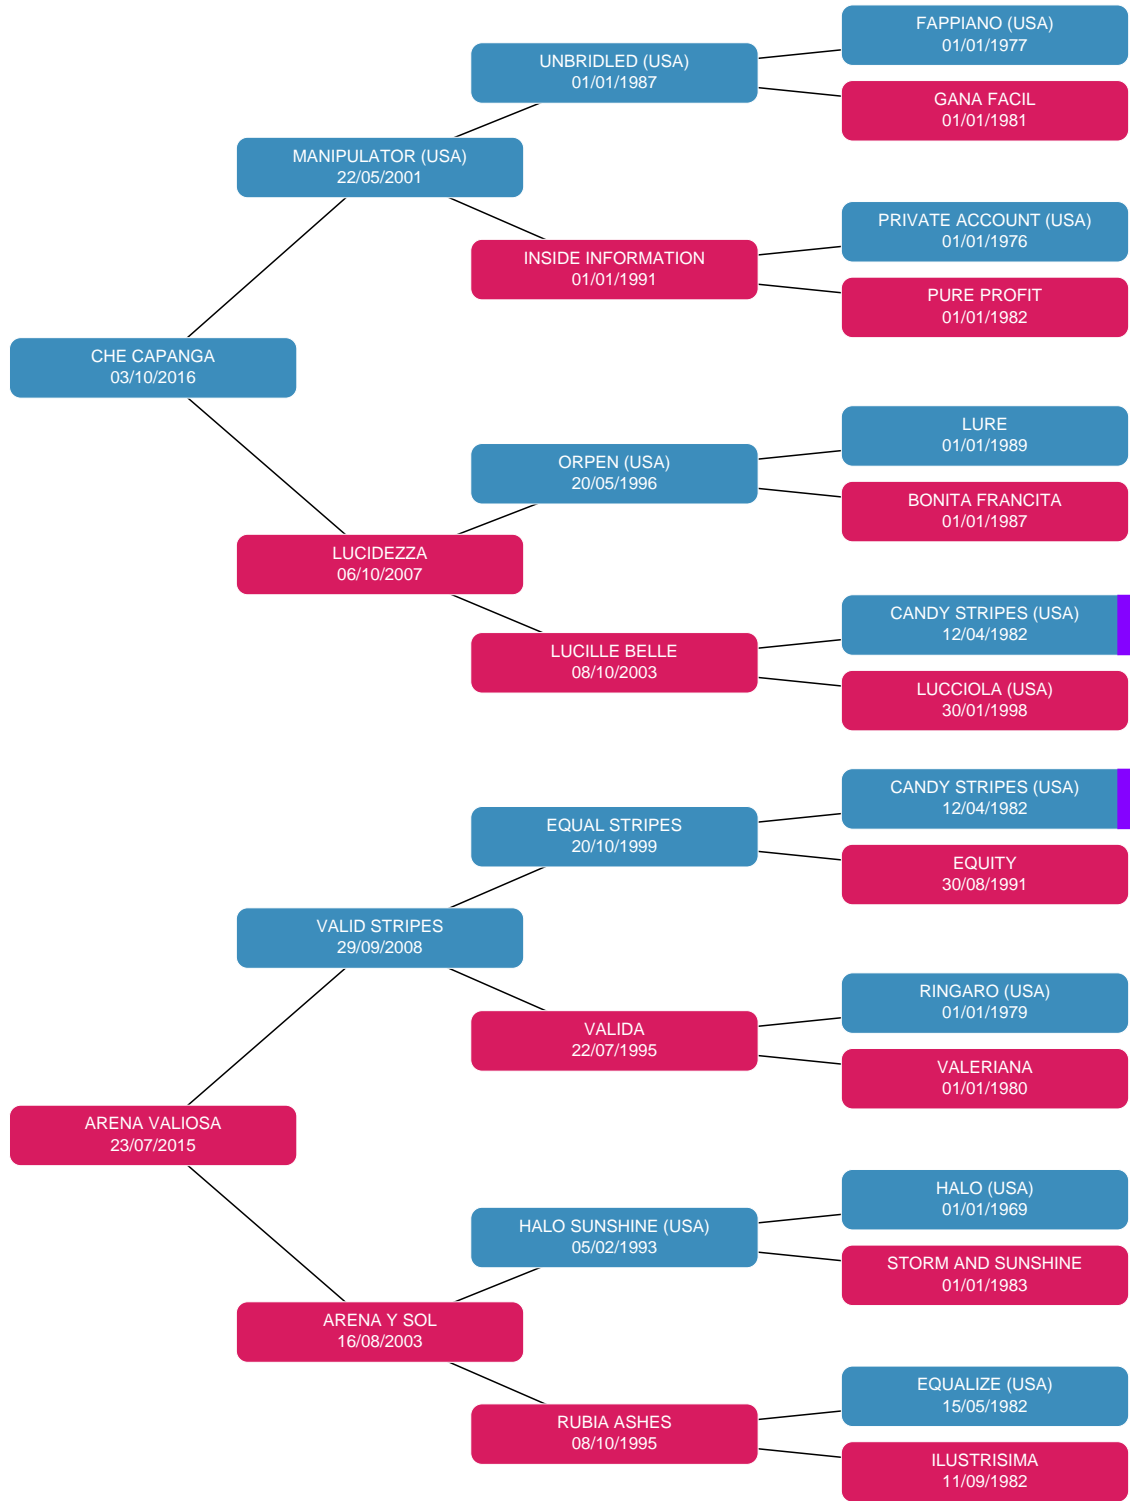 FAPPIANO (USA)
01/01/1977
UNBRIDLED (USA)
01/01/1987
GANA FACIL
01/01/1981
MANIPULATOR (USA)
22/05/2001
PRIVATE ACCOUNT (USA)
01/01/1976
INSIDE INFORMATION
01/01/1991
PURE PROFIT
01/01/1982
CHE CAPANGA
03/10/2016
LURE
01/01/1989
ORPEN (USA)
20/05/1996
BONITA FRANCITA
01/01/1987
LUCIDEZZA
06/10/2007
CANDY STRIPES (USA)
12/04/1982
LUCILLE BELLE
08/10/2003
LUCCIOLA (USA)
30/01/1998
CANDY STRIPES (USA)
12/04/1982
EQUAL STRIPES
20/10/1999
EQUITY
30/08/1991
VALID STRIPES
29/09/2008
RINGARO (USA)
01/01/1979
VALIDA
22/07/1995
VALERIANA
01/01/1980
ARENA VALIOSA
23/07/2015
HALO (USA)
01/01/1969
HALO SUNSHINE (USA)
05/02/1993
STORM AND SUNSHINE
01/01/1983
ARENA Y SOL
16/08/2003
EQUALIZE (USA)
15/05/1982
RUBIA ASHES
08/10/1995
ILUSTRISIMA
11/09/1982